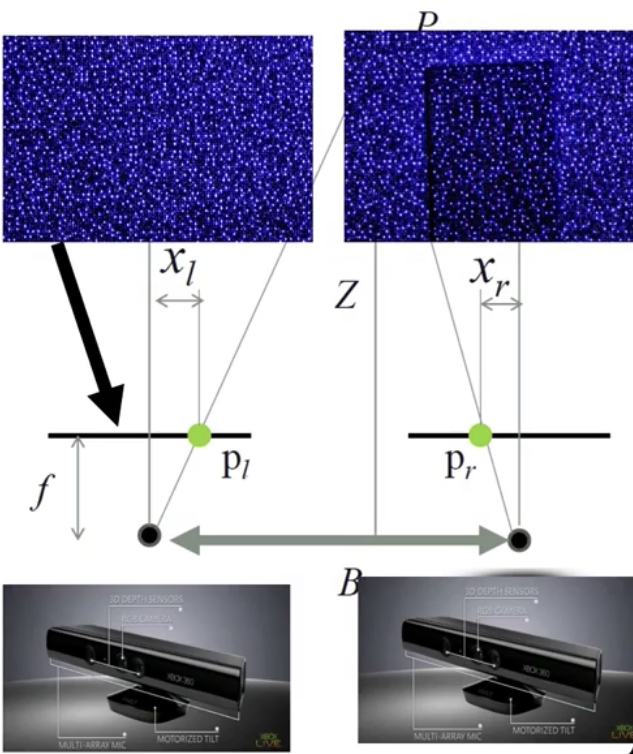 P
x_l
x_r
Z
p_l
p_r
f
B
3D DEPTH SENSORS
RGB CAMERA
XBOX 360
MULTI-ARRAY MIC
MOTORIZED TILT
XBOX
LIVE
3D DEPTH SENSORS
RGB CAMERA
XBOX 360
MULTI-ARRAY MIC
MOTORIZED TILT
XBOX
LIVE